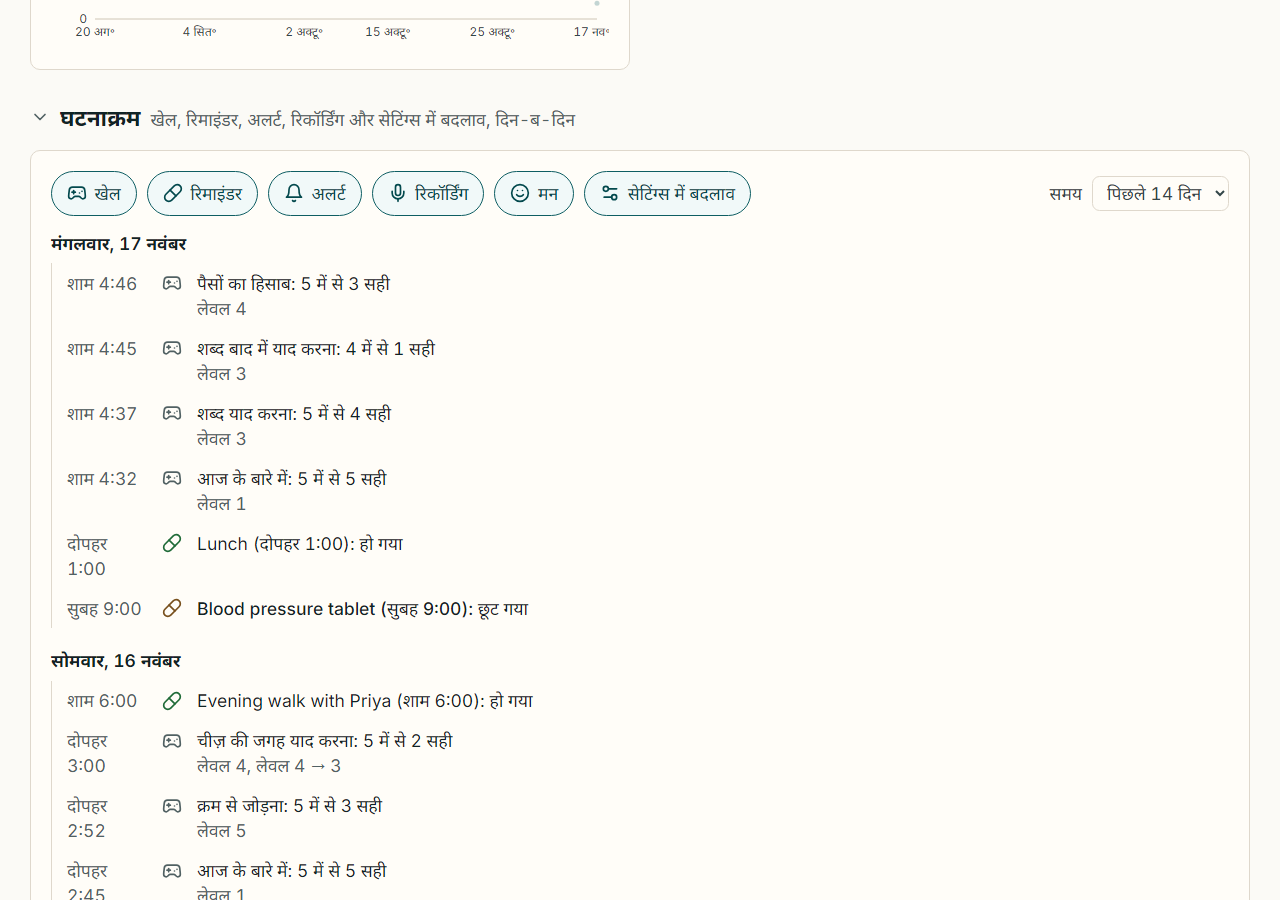 0
20 अग॰ 4 सित॰ 2 अक्टू॰ 15 अक्टू॰ 25 अक्टू॰ 17 नव॰
घटनाक्रम खेल, रिमाइंडर, अलर्ट, रिकॉर्डिंग और सेटिंग्स में बदलाव, दिन-ब-दिन
खेल रिमाइंडर अलर्ट रिकॉर्डिंग मन सेटिंग्स में बदलाव समय पिछले 14 दिन
मंगलवार, 17 नवंबर
शाम 4:46 पैसों का हिसाब: 5 में से 3 सही
लेवल 4
शाम 4:45 शब्द बाद में याद करना: 4 में से 1 सही
लेवल 3
शाम 4:37 शब्द याद करना: 5 में से 4 सही
लेवल 3
शाम 4:32 आज के बारे में: 5 में से 5 सही
लेवल 1
दोपहर 1:00 Lunch (दोपहर 1:00): हो गया
सुबह 9:00 Blood pressure tablet (सुबह 9:00): छूट गया
सोमवार, 16 नवंबर
शाम 6:00 Evening walk with Priya (शाम 6:00): हो गया
दोपहर 3:00 चीज़ की जगह याद करना: 5 में से 2 सही
लेवल 4, लेवल 4 → 3
दोपहर 2:52 क्रम से जोड़ना: 5 में से 3 सही
लेवल 5
दोपहर 2:45 आज के बारे में: 5 में से 5 सही
लेवल 1